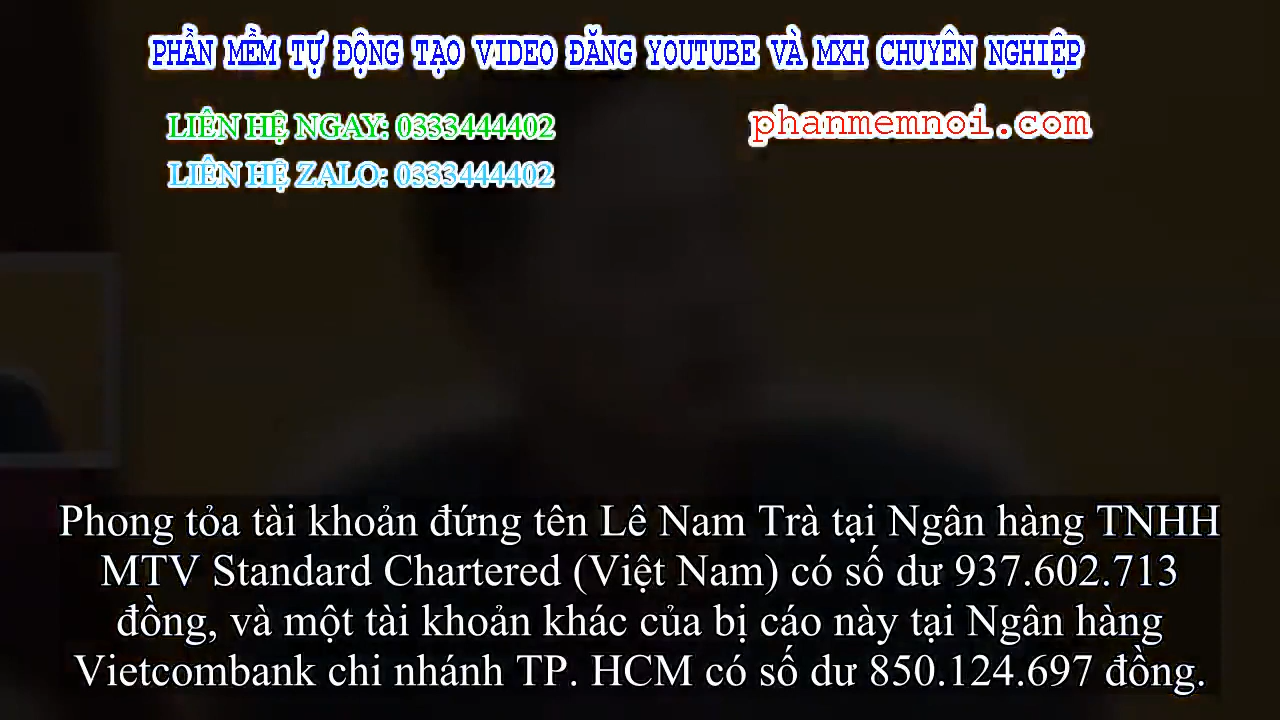 PHẦN MỀM TỰ ĐỘNG TẠO VIDEO ĐĂNG YOUTUBE VÀ MXH CHUYÊN NGHIỆP
LIÊN HỆ NGAY: 0333444402
phanmemnoi.com
LIÊN HỆ ZALO: 0333444402
Phong tỏa tài khoản đứng tên Lê Nam Trà tại Ngân hàng TNHH
MTV Standard Chartered (Việt Nam) có số dư 937.602.713
đồng, và một tài khoản khác của bị cáo này tại Ngân hàng
Vietcombank chi nhánh TP. HCM có số dư 850.124.697 đồng.